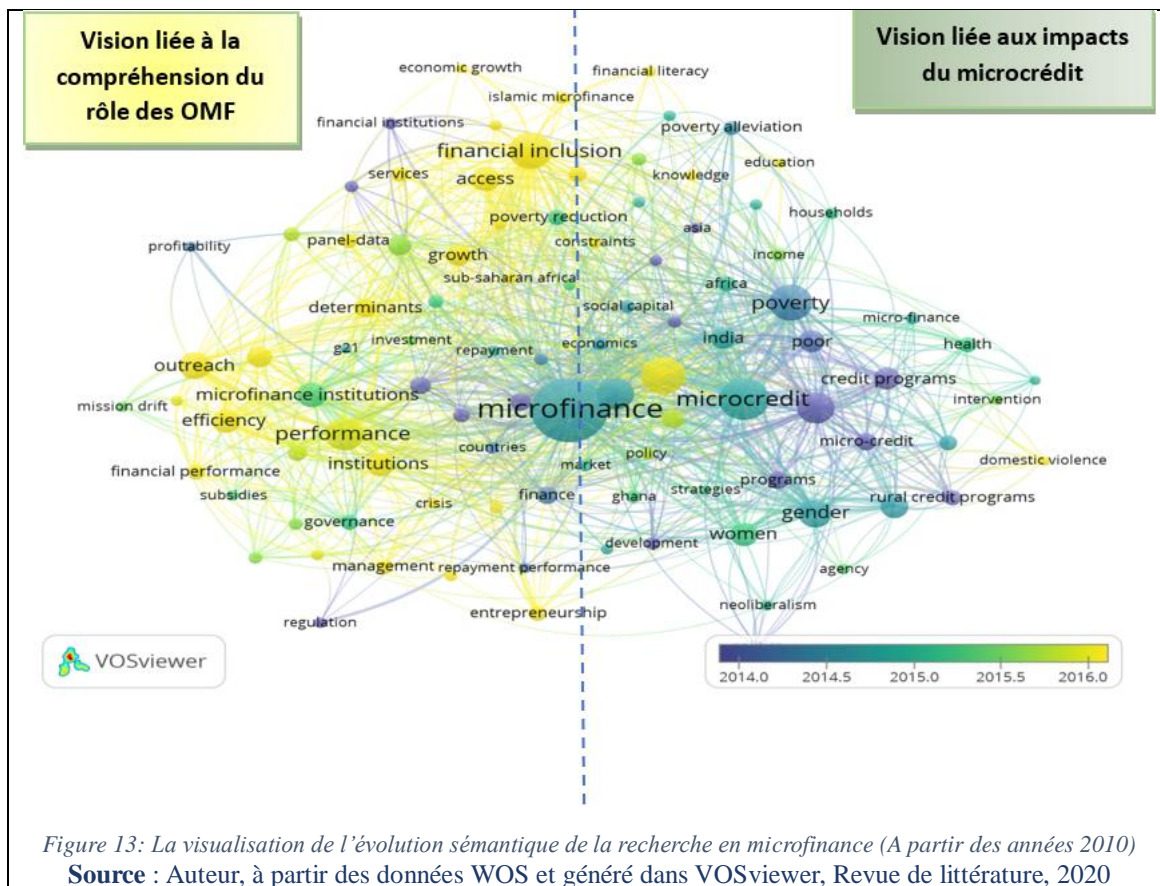 Vision liée à la
compréhension du
rôle des OMF
Vision liée aux impacts
du microcrédit
economic growth
financial literacy
islamic microfinance
financial institutions
poverty alleviation
financial inclusion
education
services
access
knowledge
poverty reduction
households
asia
profitability
panel-data
constraints
growth
income
sub-saharan africa
africa
determinants
social capital
poverty
micro-finance
g21
investment
repayment
economics
india
poor
health
outreach
microfinance institutions
credit programs
mission drift
microfinance
microcredit
intervention
efficiency
performance
countries
policy
micro-credit
financial performance
institutions
market
domestic violence
subsidies
crisis
finance
ghana
strategies
programs
rural credit programs
governance
gender
women
development
management
repayment performance
agency
entrepreneurship
neoliberalism
regulation
VOSviewer
2014.0 2014.5 2015.0 2015.5 2016.0
Figure 13: La visualisation de l'évolution sémantique de la recherche en microfinance (A partir des années 2010)
Source : Auteur, à partir des données WOS et généré dans VOSviewer, Revue de littérature, 2020